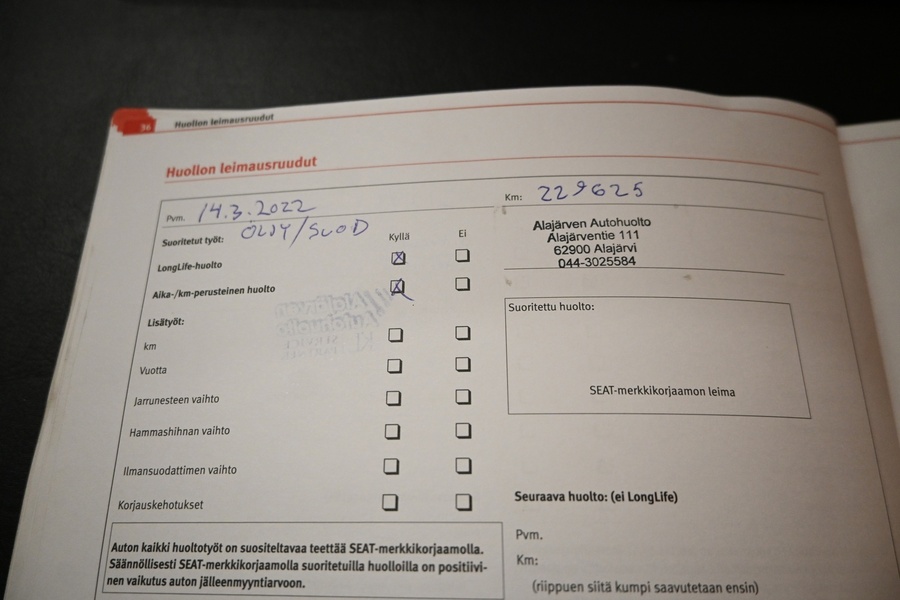 36 Huollon leimausruudut
Huollon leimausruudut
Pvm. 14.3.2022
Km: 229625
Suoritetut työt: ÖLJY/SUOD
Kyllä Ei
LongLife-huolto
Aika-/km-perusteinen huolto
Lisätyöt:
km
Vuotta
Jarrunesteen vaihto
Hammashihnan vaihto
Ilmansuodattimen vaihto
Korjauskehotukset
Auton kaikki huoltotyöt on suositeltavaa teettää SEAT-merkkikorjaamolla.
Säännöllisesti SEAT-merkkikorjaamolla suoritetuilla huolloilla on positiivi-
nen vaikutus auton jälleenmyyntiarvoon.
Alajärven Autohuolto
Alajärventie 111
62900 Alajärvi
044-3025584
Suoritettu huolto:
SEAT-merkkikorjaamon leima
Seuraava huolto: (ei LongLife)
Pvm.
Km:
(riippuen siitä kumpi saavutetaan ensin)